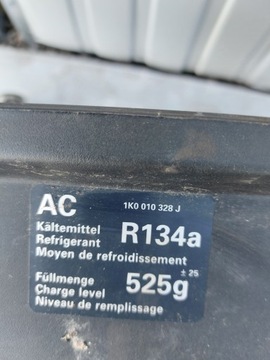 AC 1K0 010 328 J
Kältemittel
Refrigerant R134a
Moyen de refroidissement
Füllmenge ± 25
Charge level 525g
Niveau de remplissage